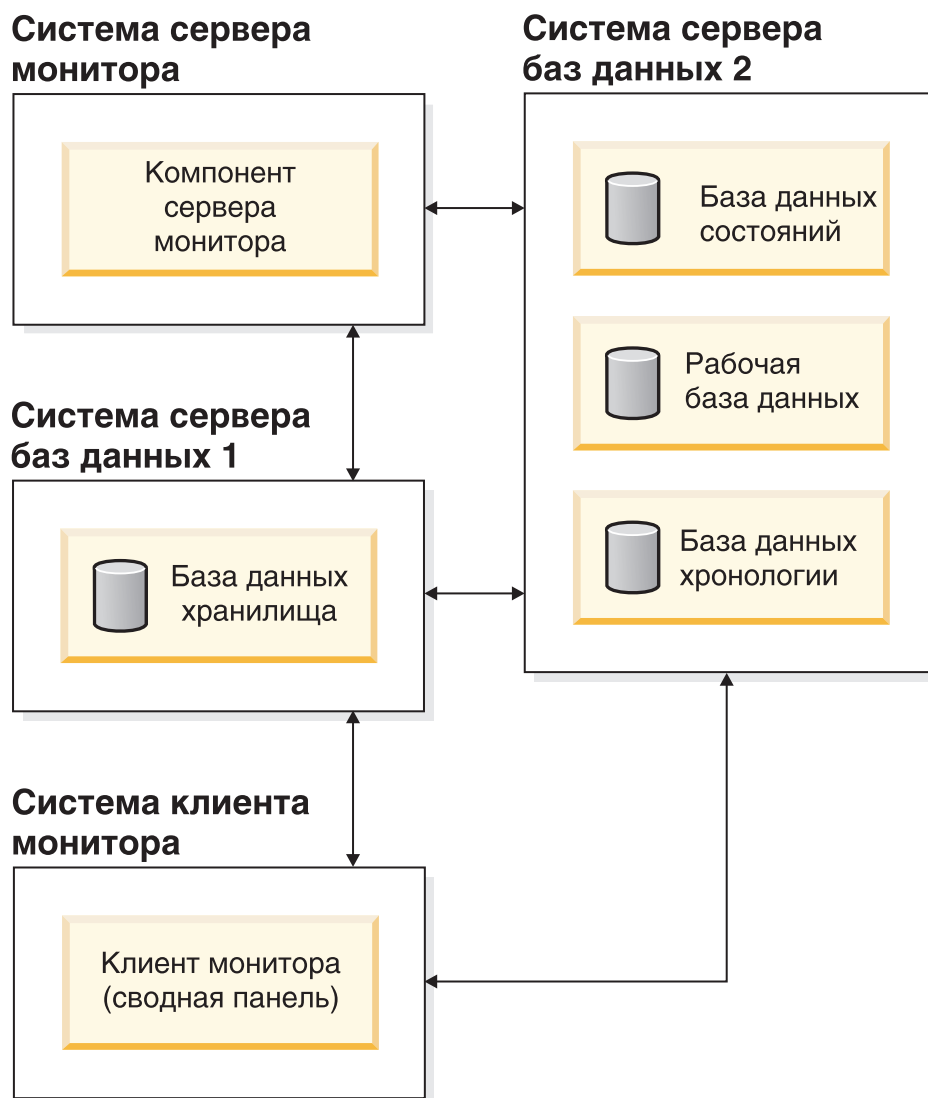 Система сервера
монитора
Компонент
сервера
монитора
Система сервера
баз данных 2
База данных
состояний
Рабочая
база данных
База данных
хронологии
Система сервера
баз данных 1
База данных
хранилища
Система клиента
монитора
Клиент монитора
(сводная панель)